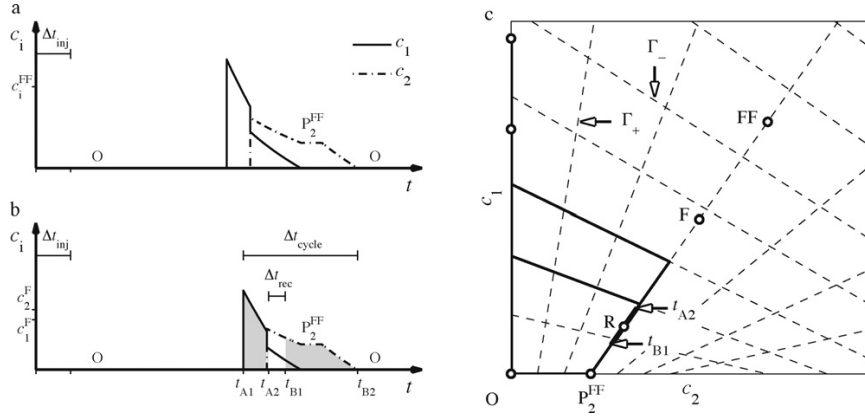 a
c_i
Δt_inj
c_i^FF
c_1
c_2
P_2^FF
O
O
t
b
c_i
Δt_inj
Δt_cycle
Δt_rec
c_2^F
c_1^F
P_2^FF
O
O
t_A1
t_A2
t_B1
t_B2
t
c
Γ_−
Γ_+
FF
F
c_1
R
t_A2
t_B1
O
P_2^FF
c_2